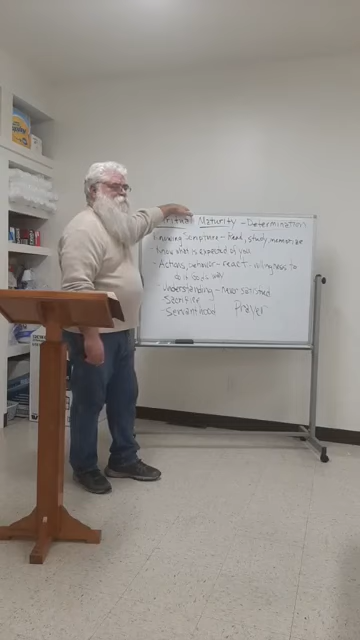 Maturity - Determination
Knowing Scripture - Read, study, memorize
Know what is expected of you
- Actions, behavior - react - willingness to
do it God's way
- Understanding - never satisfied
Sacrifice
- Servanthood Prayer